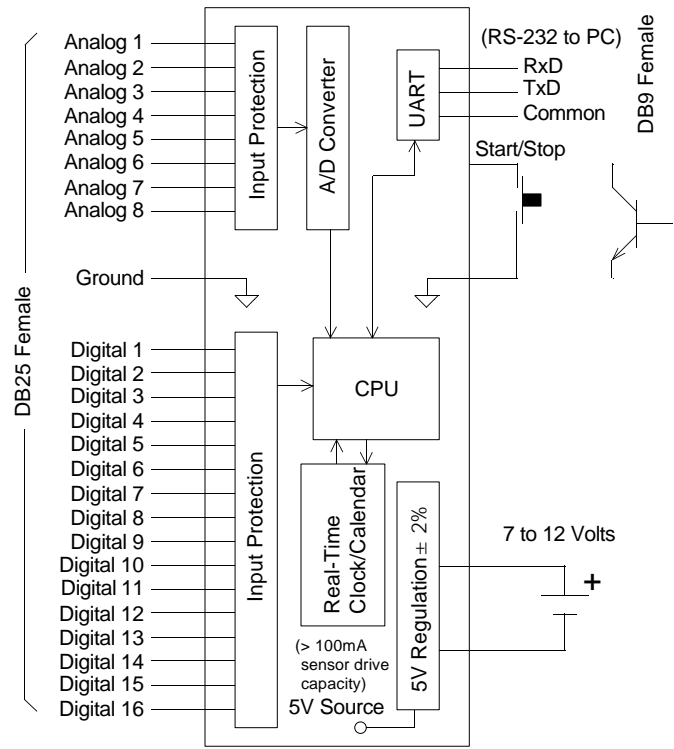 DB25 Female
Analog 1
Analog 2
Analog 3
Analog 4
Analog 5
Analog 6
Analog 7
Analog 8
Ground
Digital 1
Digital 2
Digital 3
Digital 4
Digital 5
Digital 6
Digital 7
Digital 8
Digital 9
Digital 10
Digital 11
Digital 12
Digital 13
Digital 14
Digital 15
Digital 16
Input Protection
A/D Converter
UART
(RS-232 to PC)
RxD
TxD
Common
DB9 Female
Start/Stop
CPU
Input Protection
Real-Time
Clock/Calendar
5V Regulation ± 2%
7 to 12 Volts
+
(> 100mA
sensor drive
capacity)
5V Source